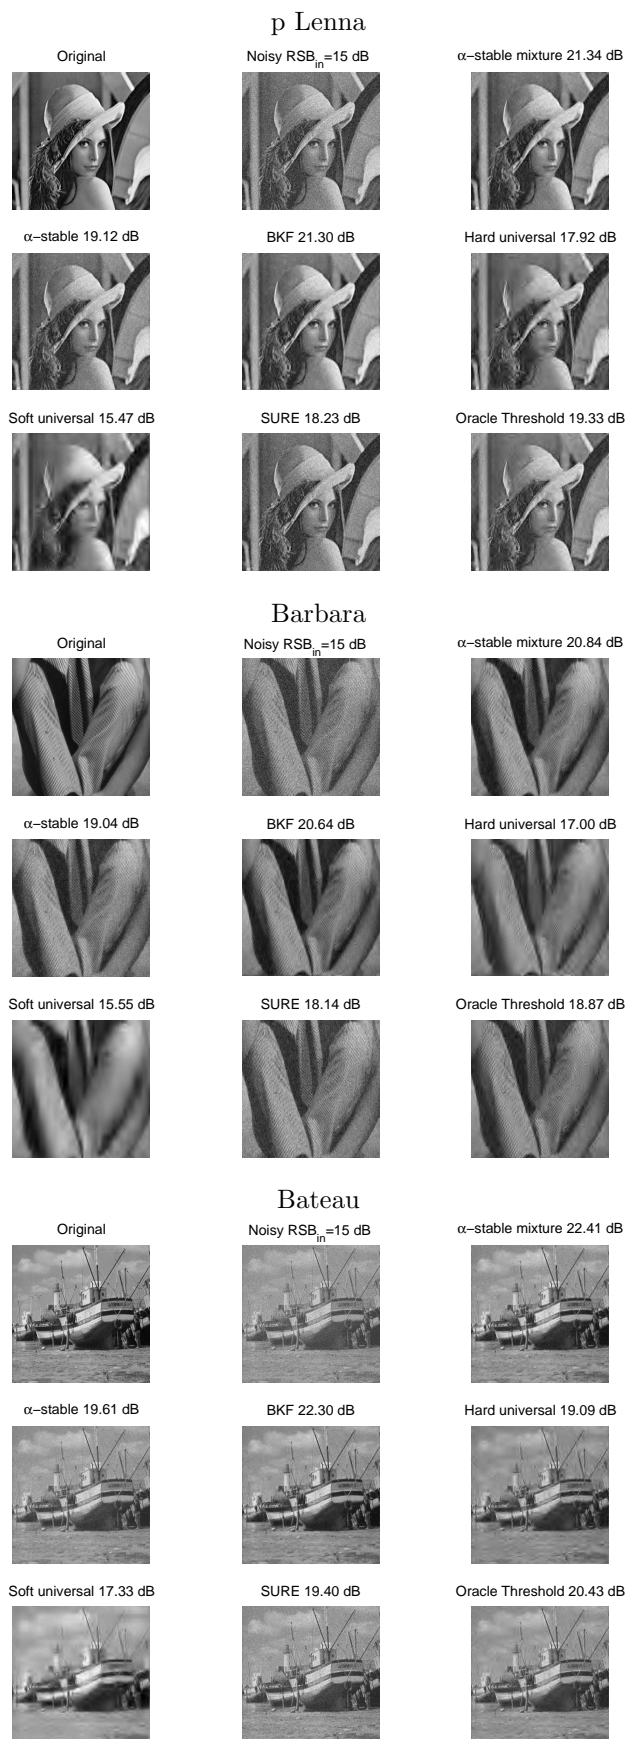 p Lenna
Original
Noisy RSB_in=15 dB
α−stable mixture 21.34 dB
α−stable 19.12 dB
BKF 21.30 dB
Hard universal 17.92 dB
Soft universal 15.47 dB
SURE 18.23 dB
Oracle Threshold 19.33 dB
Barbara
Original
Noisy RSB_in=15 dB
α−stable mixture 20.84 dB
α−stable 19.04 dB
BKF 20.64 dB
Hard universal 17.00 dB
Soft universal 15.55 dB
SURE 18.14 dB
Oracle Threshold 18.87 dB
Bateau
Original
Noisy RSB_in=15 dB
α−stable mixture 22.41 dB
α−stable 19.61 dB
BKF 22.30 dB
Hard universal 19.09 dB
Soft universal 17.33 dB
SURE 19.40 dB
Oracle Threshold 20.43 dB